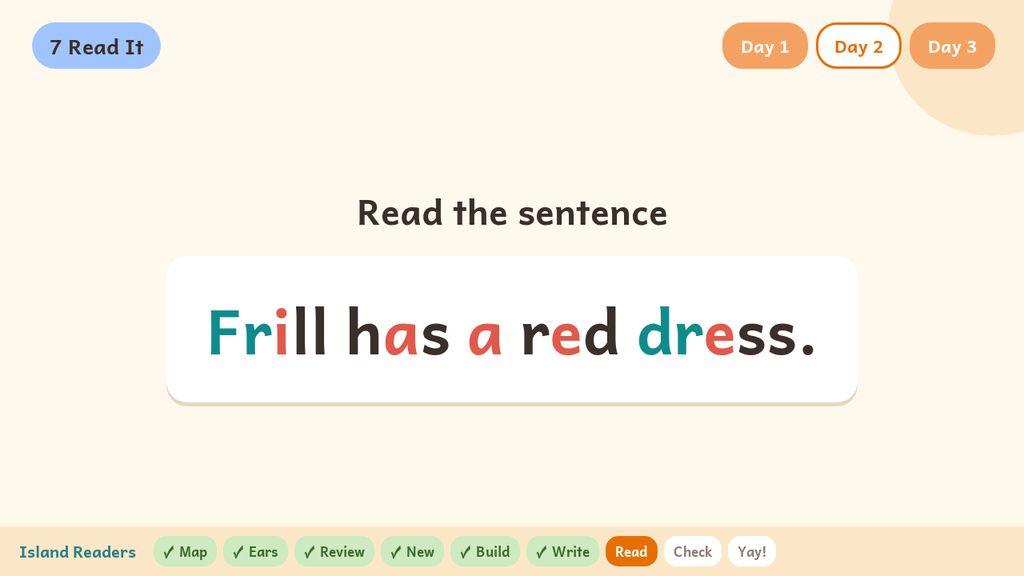 7 Read It
Day 1 Day 2 Day 3
Read the sentence
Frill has a red dress.
Island Readers ✓ Map ✓ Ears ✓ Review ✓ New ✓ Build ✓ Write Read Check Yay!